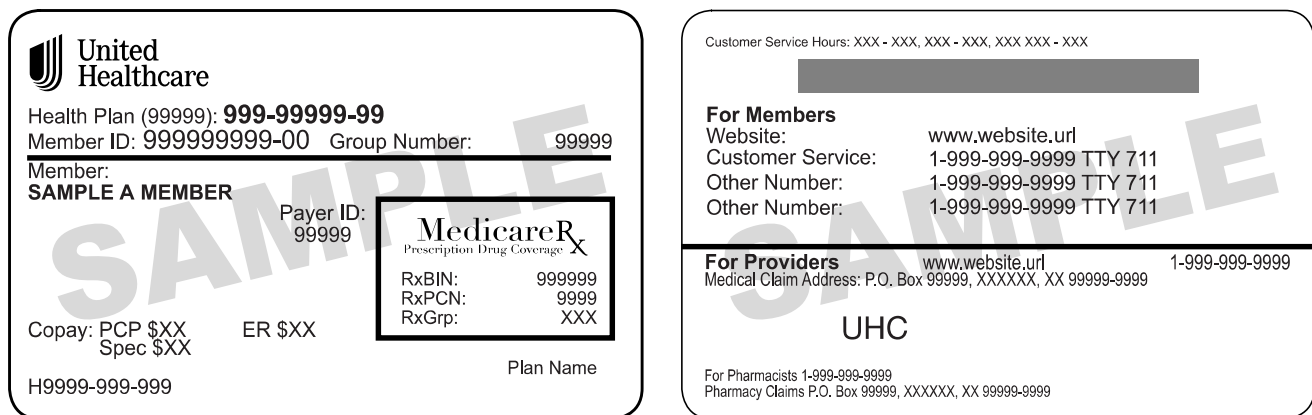 United
Healthcare
Health Plan (99999): 999-99999-99
Member ID: 999999999-00 Group Number: 99999
Member:
SAMPLE A MEMBER
Payer ID:
99999
MedicareRx
Prescription Drug Coverage
RxBIN: 999999
RxPCN: 9999
RxGrp: XXX
Copay: PCP $XX ER $XX
Spec $XX
Plan Name
H9999-999-999
SAMPLE
Customer Service Hours: XXX - XXX, XXX - XXX, XXX XXX - XXX
For Members
Website: www.website.url
Customer Service: 1-999-999-9999 TTY 711
Other Number: 1-999-999-9999 TTY 711
Other Number: 1-999-999-9999 TTY 711
For Providers www.website.url 1-999-999-9999
Medical Claim Address: P.O. Box 99999, XXXXXX, XX 99999-9999
UHC
For Pharmacists 1-999-999-9999
Pharmacy Claims P.O. Box 99999, XXXXXX, XX 99999-9999
SAMPLE